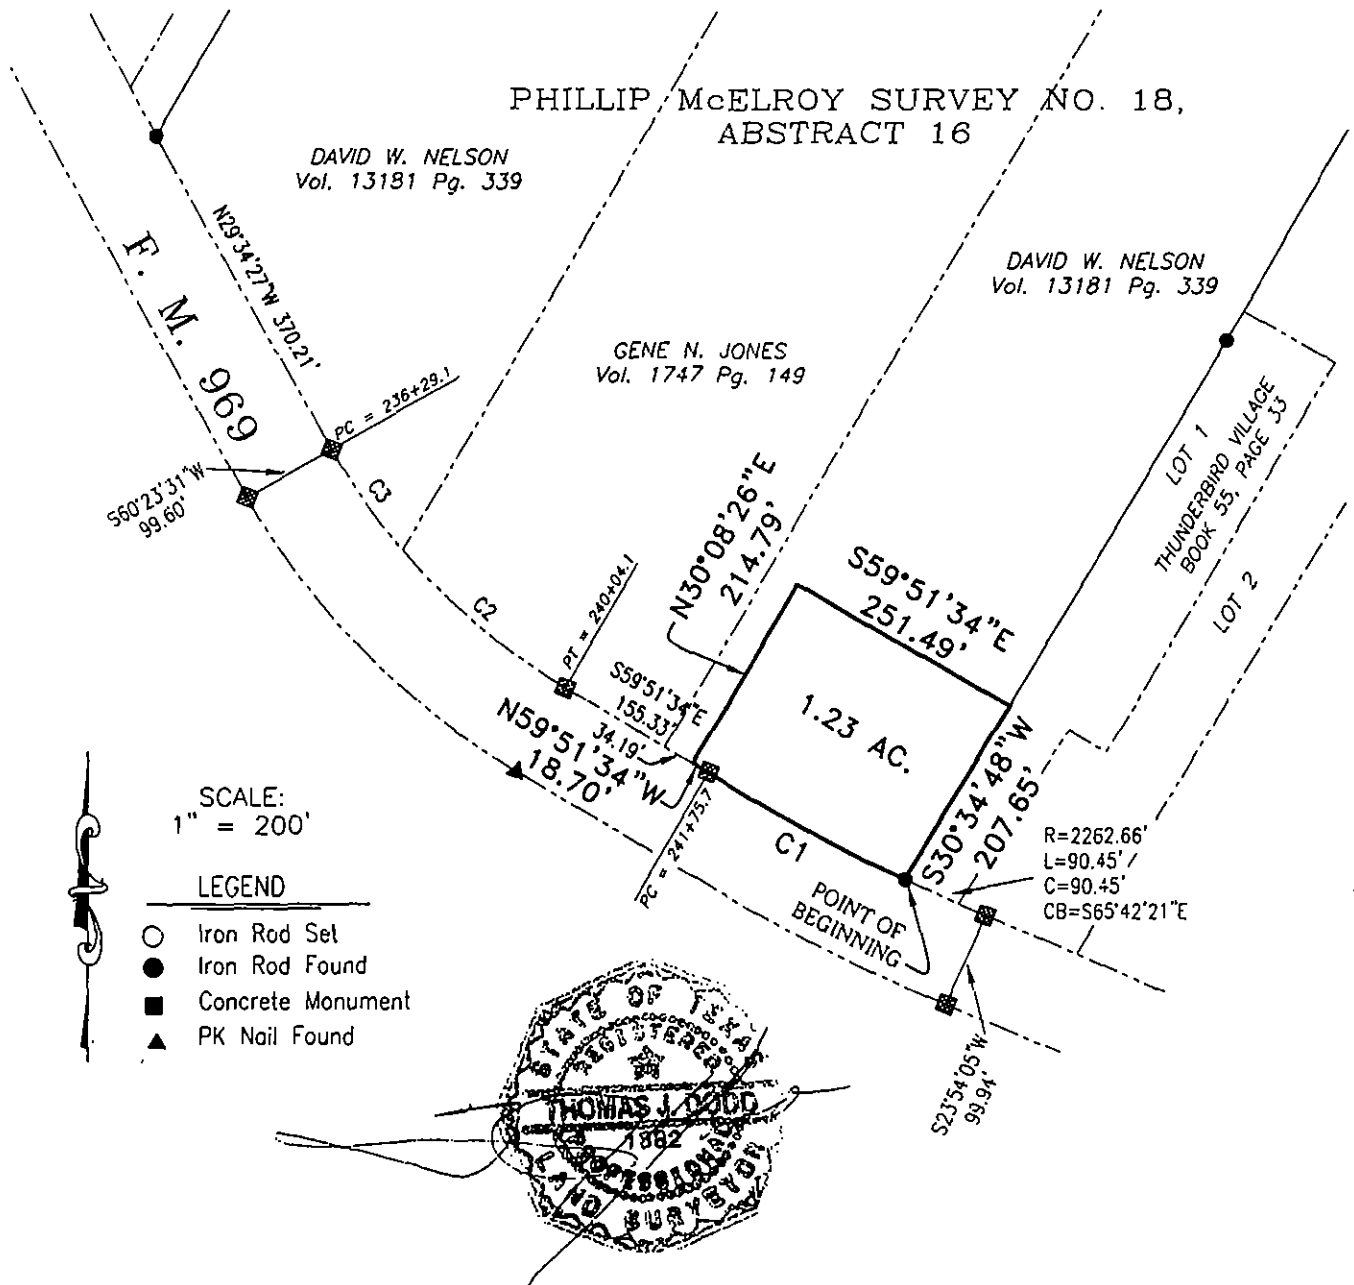 PHILLIP McELROY SURVEY NO. 18,
ABSTRACT 16
DAVID W. NELSON
Vol. 13181 Pg. 339
N29°34'27"W 370.21'
F. M. 969
DAVID W. NELSON
Vol. 13181 Pg. 339
GENE N. JONES
Vol. 1747 Pg. 149
PC = 236+29.1
S60°23'31"W
99.60'
C3
C2
PT = 240+04.1
N30°08'26"E
214.79'
S59°51'34"E
251.49'
LOT 1
THUNDERBIRD VILLAGE
BOOK 55, PAGE 33
LOT 2
S59°51'34"E
155.33'
34.19'
N59°51'34"W
18.70'
1.23 AC.
S30°34'48"W
207.65'
PC = 241+75.7
C1
R=2262.66'
L=90.45'
C=90.45'
CB=S65°42'21"E
POINT OF
BEGINNING
S23°54'05"W
99.94'
SCALE:
1" = 200'
LEGEND
Iron Rod Set
Iron Rod Found
Concrete Monument
PK Nail Found
STATE OF TEXAS
REGISTERED
THOMAS J. DODD
1882
PROFESSIONAL
LAND SURVEYOR